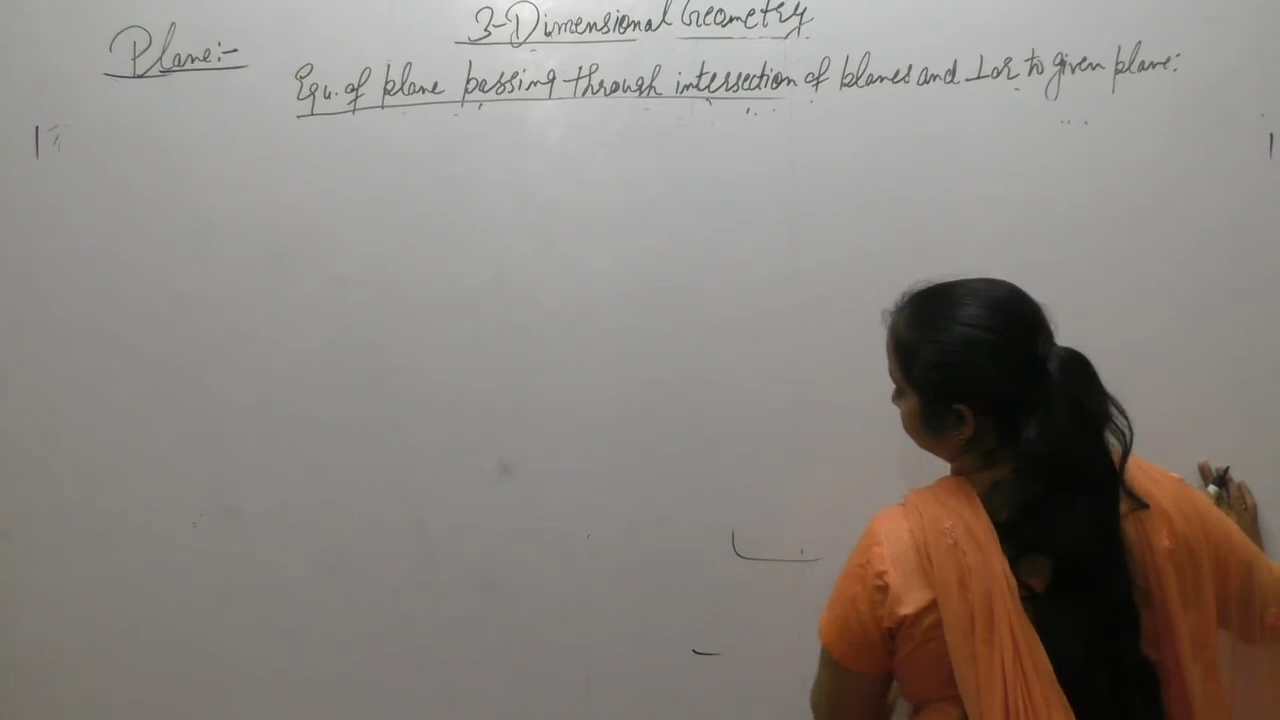 3-Dimensional Geometry
Plane:-
Equ. of plane passing through intersection of planes and ⊥ar to given plane: